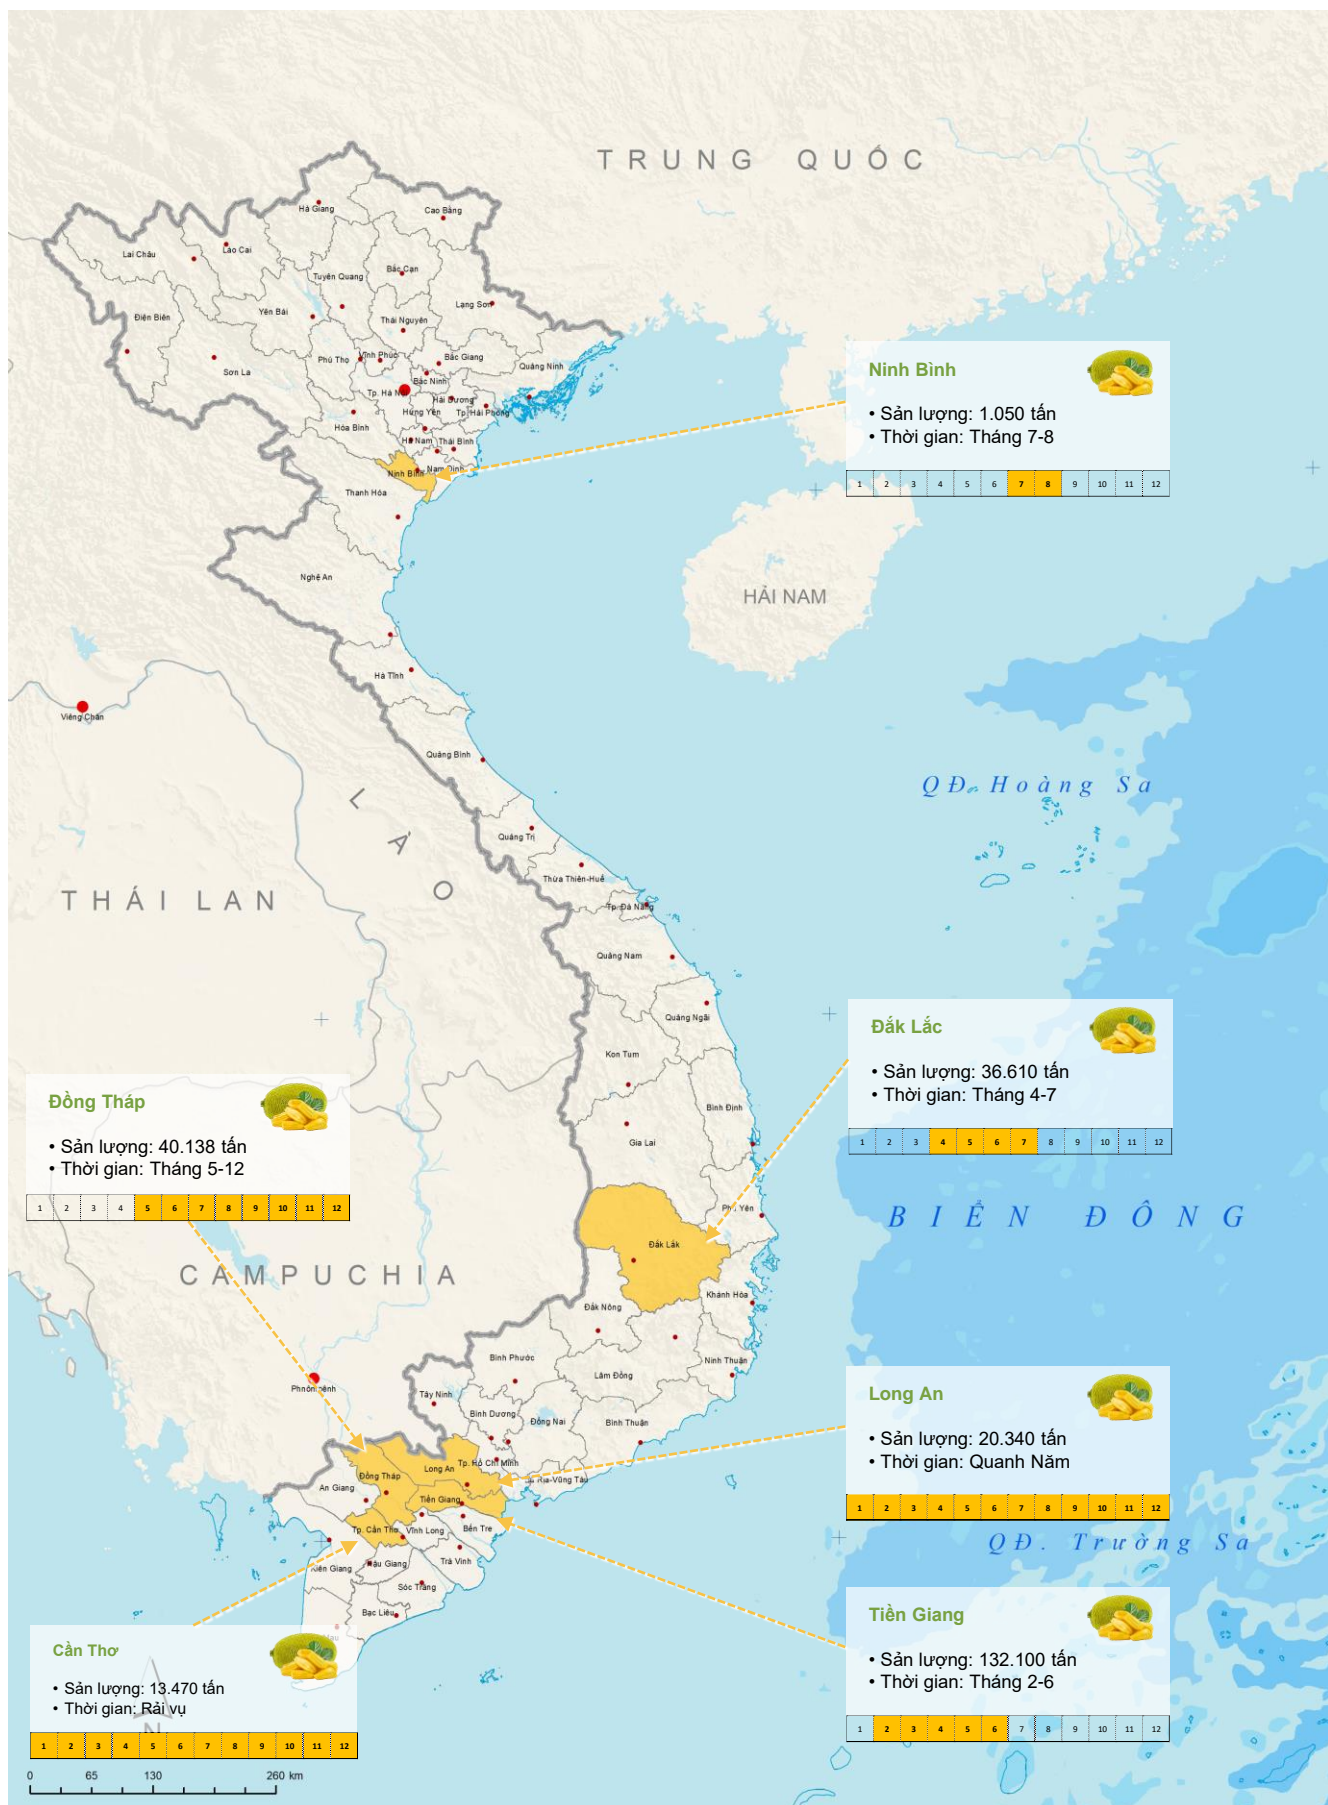 TRUNG QUỐC
Hà Giang
Cao Bằng
Lai Châu
Lào Cai
Tuyên Quang
Bắc Cạn
Lạng Sơn
Điện Biên
Yên Bái
Thái Nguyên
Phú Thọ
Vĩnh Phúc
Bắc Giang
Quảng Ninh
Sơn La
Bắc Ninh
Tp. Hà N
Hải Dương
Hưng Yên
Tp. Hải Phòng
Hòa Bình
Hà Nam
Thái Bình
Ninh Bình
Nam Định
Thanh Hóa
Ninh Bình
• Sản lượng: 1.050 tấn
• Thời gian: Tháng 7-8
1 2 3 4 5 6 7 8 9 10 11 12
Nghệ An
HẢI NAM
Hà Tĩnh
Viêng Chăn
Quảng Bình
QĐ. Hoàng Sa
LÀO
Quảng Trị
Thừa Thiên-Huế
THÁI LAN
Tp. Đà Nẵng
Quảng Nam
Quảng Ngãi
Kon Tum
Đắk Lắc
• Sản lượng: 36.610 tấn
• Thời gian: Tháng 4-7
1 2 3 4 5 6 7 8 9 10 11 12
Đồng Tháp
• Sản lượng: 40.138 tấn
• Thời gian: Tháng 5-12
1 2 3 4 5 6 7 8 9 10 11 12
Bình Định
Gia Lai
Phú Yên
BIỂN ĐÔNG
Đắk Lắk
CAMPUCHIA
Khánh Hòa
Đắk Nông
Bình Phước
Ninh Thuận
Lâm Đồng
Phnôm pênh
Tây Ninh
Bình Dương
Đồng Nai
Bình Thuận
Long An
• Sản lượng: 20.340 tấn
• Thời gian: Quanh Năm
1 2 3 4 5 6 7 8 9 10 11 12
Long An
Tp. Hồ Chí Minh
Đồng Tháp
Rịa-Vũng Tàu
An Giang
Tiền Giang
Tp. Cần Thơ
Vĩnh Long
Bến Tre
QĐ. Trường Sa
Kiên Giang
Hậu Giang
Trà Vinh
Sóc Trăng
Bạc Liêu
Tiền Giang
• Sản lượng: 132.100 tấn
• Thời gian: Tháng 2-6
1 2 3 4 5 6 7 8 9 10 11 12
Cần Thơ
• Sản lượng: 13.470 tấn
• Thời gian: Rải vụ
N
1 2 3 4 5 6 7 8 9 10 11 12
0 65 130 260 km